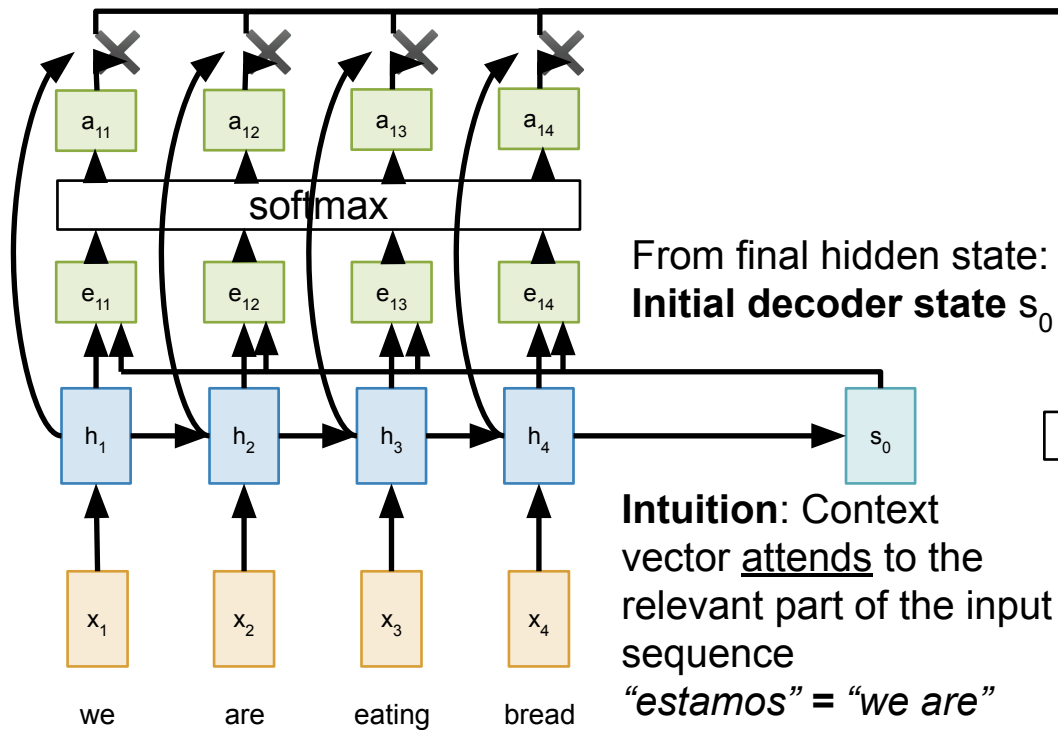 a11 a12 a13 a14
softmax
e11 e12 e13 e14
From final hidden state:
Initial decoder state s0
h1 h2 h3 h4 s0
Intuition: Context
vector attends to the
relevant part of the input
sequence
“estamos” = “we are”
x1 x2 x3 x4
we are eating bread